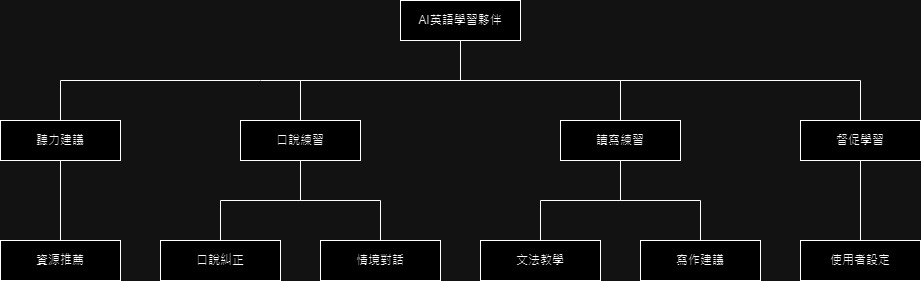 AI英語學習夥伴
聽力建議
口說練習
讀寫練習
督促學習
資源推薦
口說糾正
情境對話
文法教學
寫作建議
使用者設定